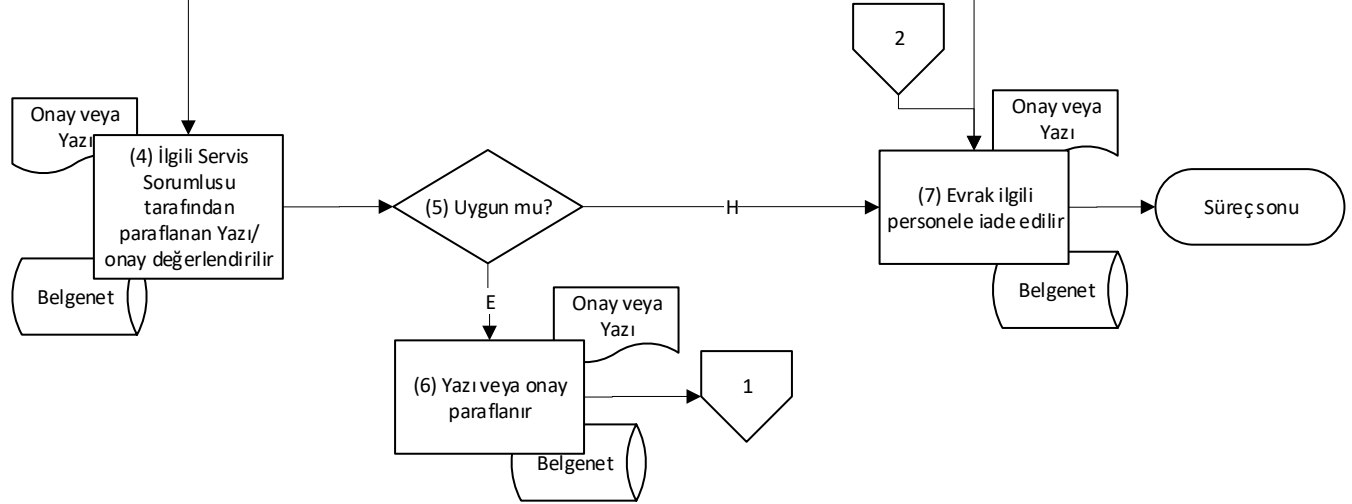 2
Onay veya
Yazı
(4) İlgili Servis
Sorumlusu
tarafından
paraflanan Yazı/
onay değerlendirilir
Belgenet
(5) Uygun mu?
H
E
Onay veya
Yazı
(6) Yazı veya onay
paraflanır
Belgenet
1
Onay veya
Yazı
(7) Evrak ilgili
personele iade edilir
Belgenet
Süreç sonu